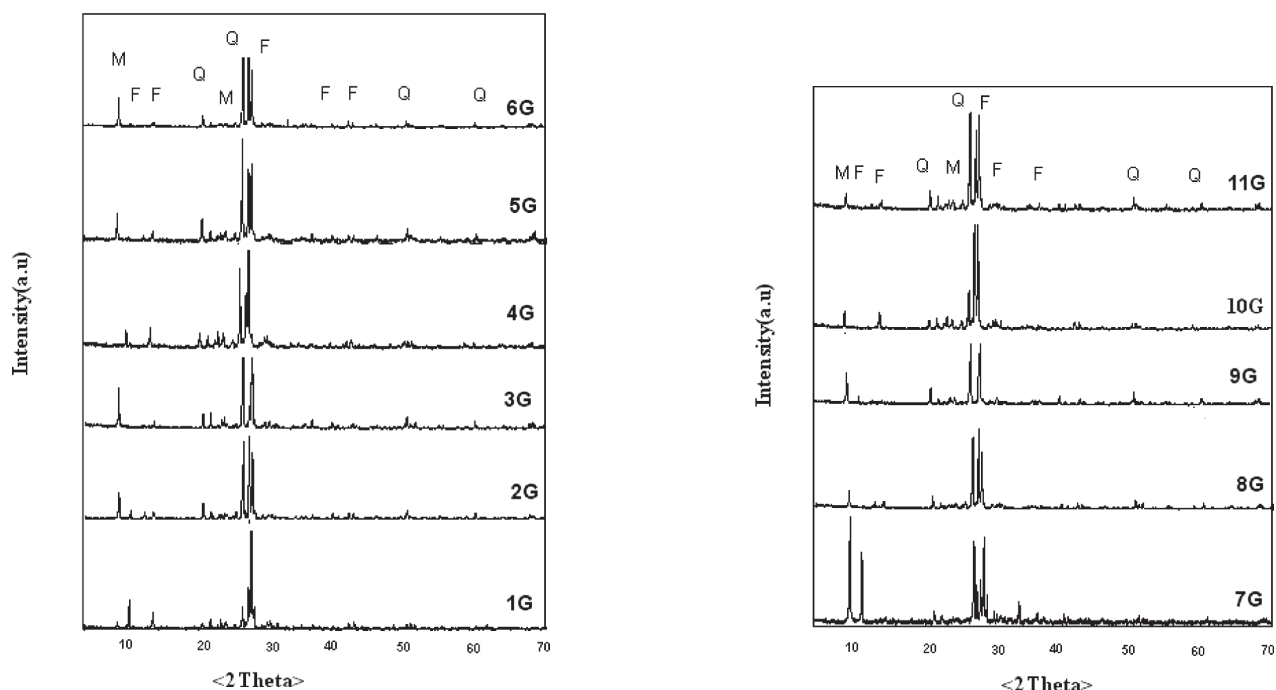 Q
F
M
Q
F F
M
F F
Q
Q
6G
5G
4G
3G
2G
1G
Intensity(a.u)
10 20 30 40 50 60 70
<2 Theta>
Q F
M F
F
Q M
F
F
Q
Q
11G
10G
9G
8G
7G
Intensity(a.u)
10 20 30 40 50 60 70
<2 Theta>